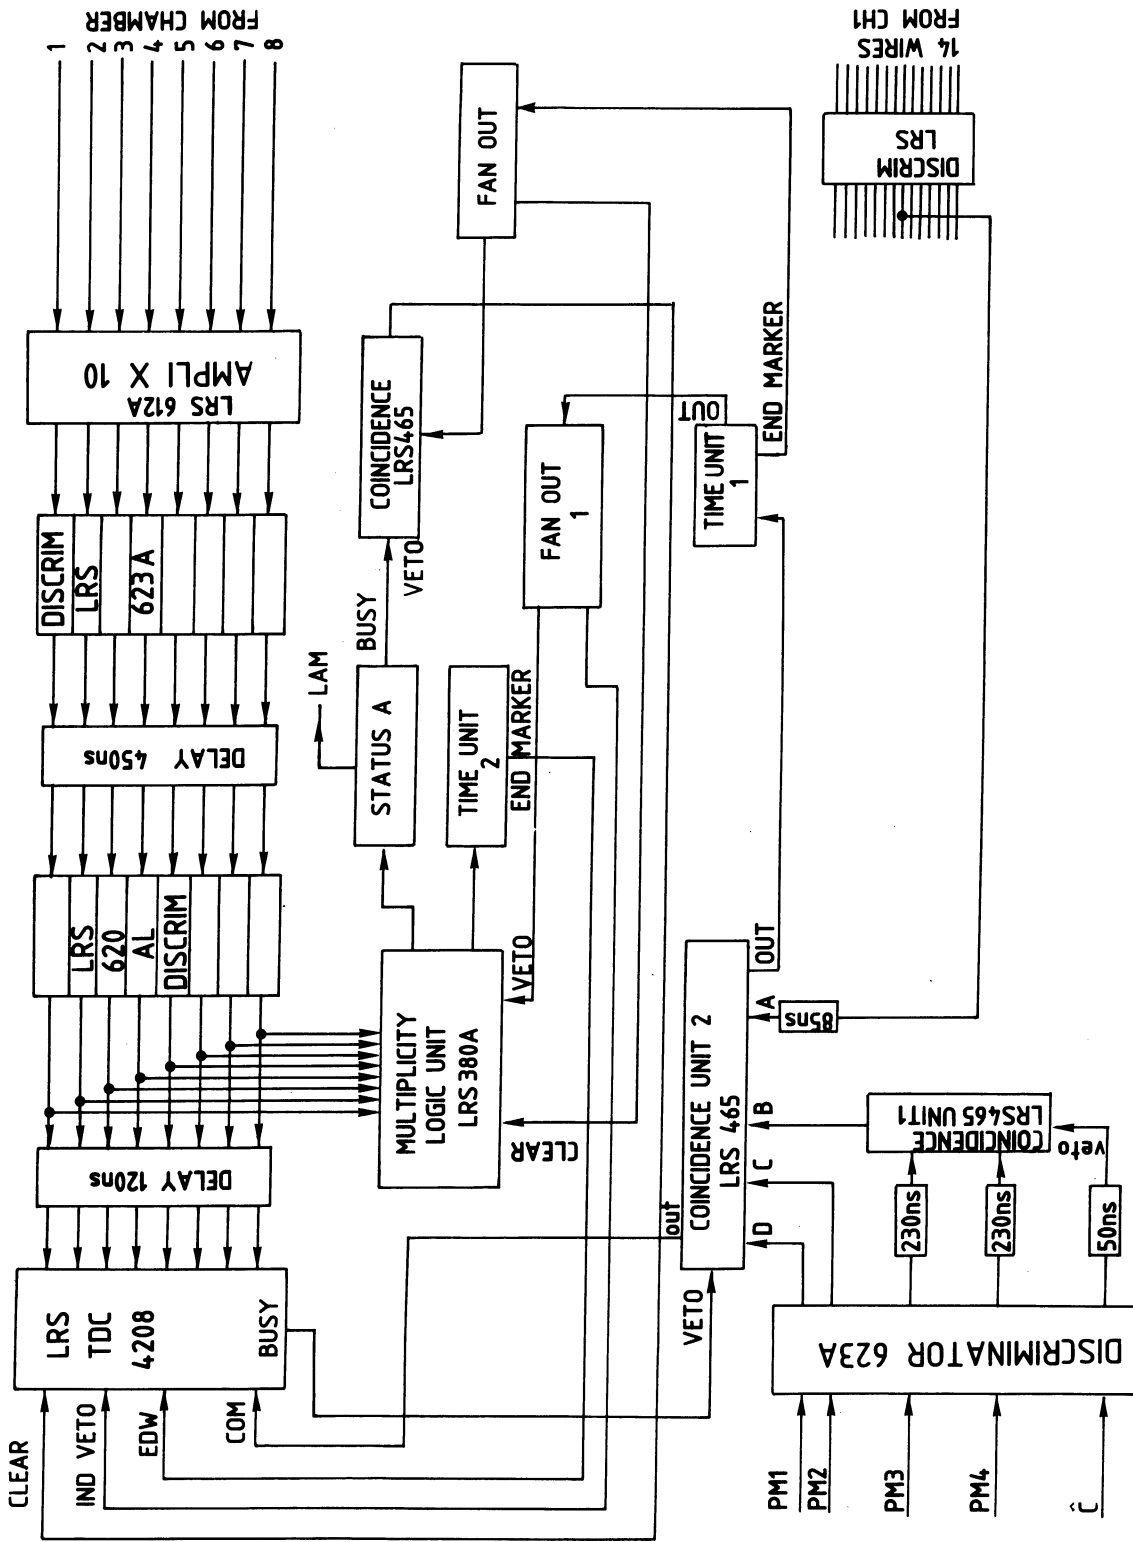 FROM CHAMBER
1
2
3
4
5
6
7
8
LRS 612A
AMPLI X 10
DISCRIM
LRS
623 A
DELAY 450ns
LRS
620
AL
DISCRIM
DELAY 120ns
LRS
TDC
4208
BUSY
CLEAR
IND VETO
EDW
COM
MULTIPLICITY
LOGIC UNIT
LRS 380A
VETO
CLEAR
STATUS A
LAM
BUSY
VETO
TIME UNIT
2
END MARKER
COINCIDENCE
LRS465
FAN OUT
FAN OUT
1
OUT
TIME UNIT
1
END MARKER
14 WIRES
FROM CH1
DISCRIM
LRS
COINCIDENCE UNIT 2
LRS 465
out
VETO
OUT
A
B
C
D
85ns
COINCIDENCE
LRS465 UNIT1
veto
230ns
230ns
50ns
DISCRIMINATOR 623A
PM1
PM2
PM3
PM4
Ĉ